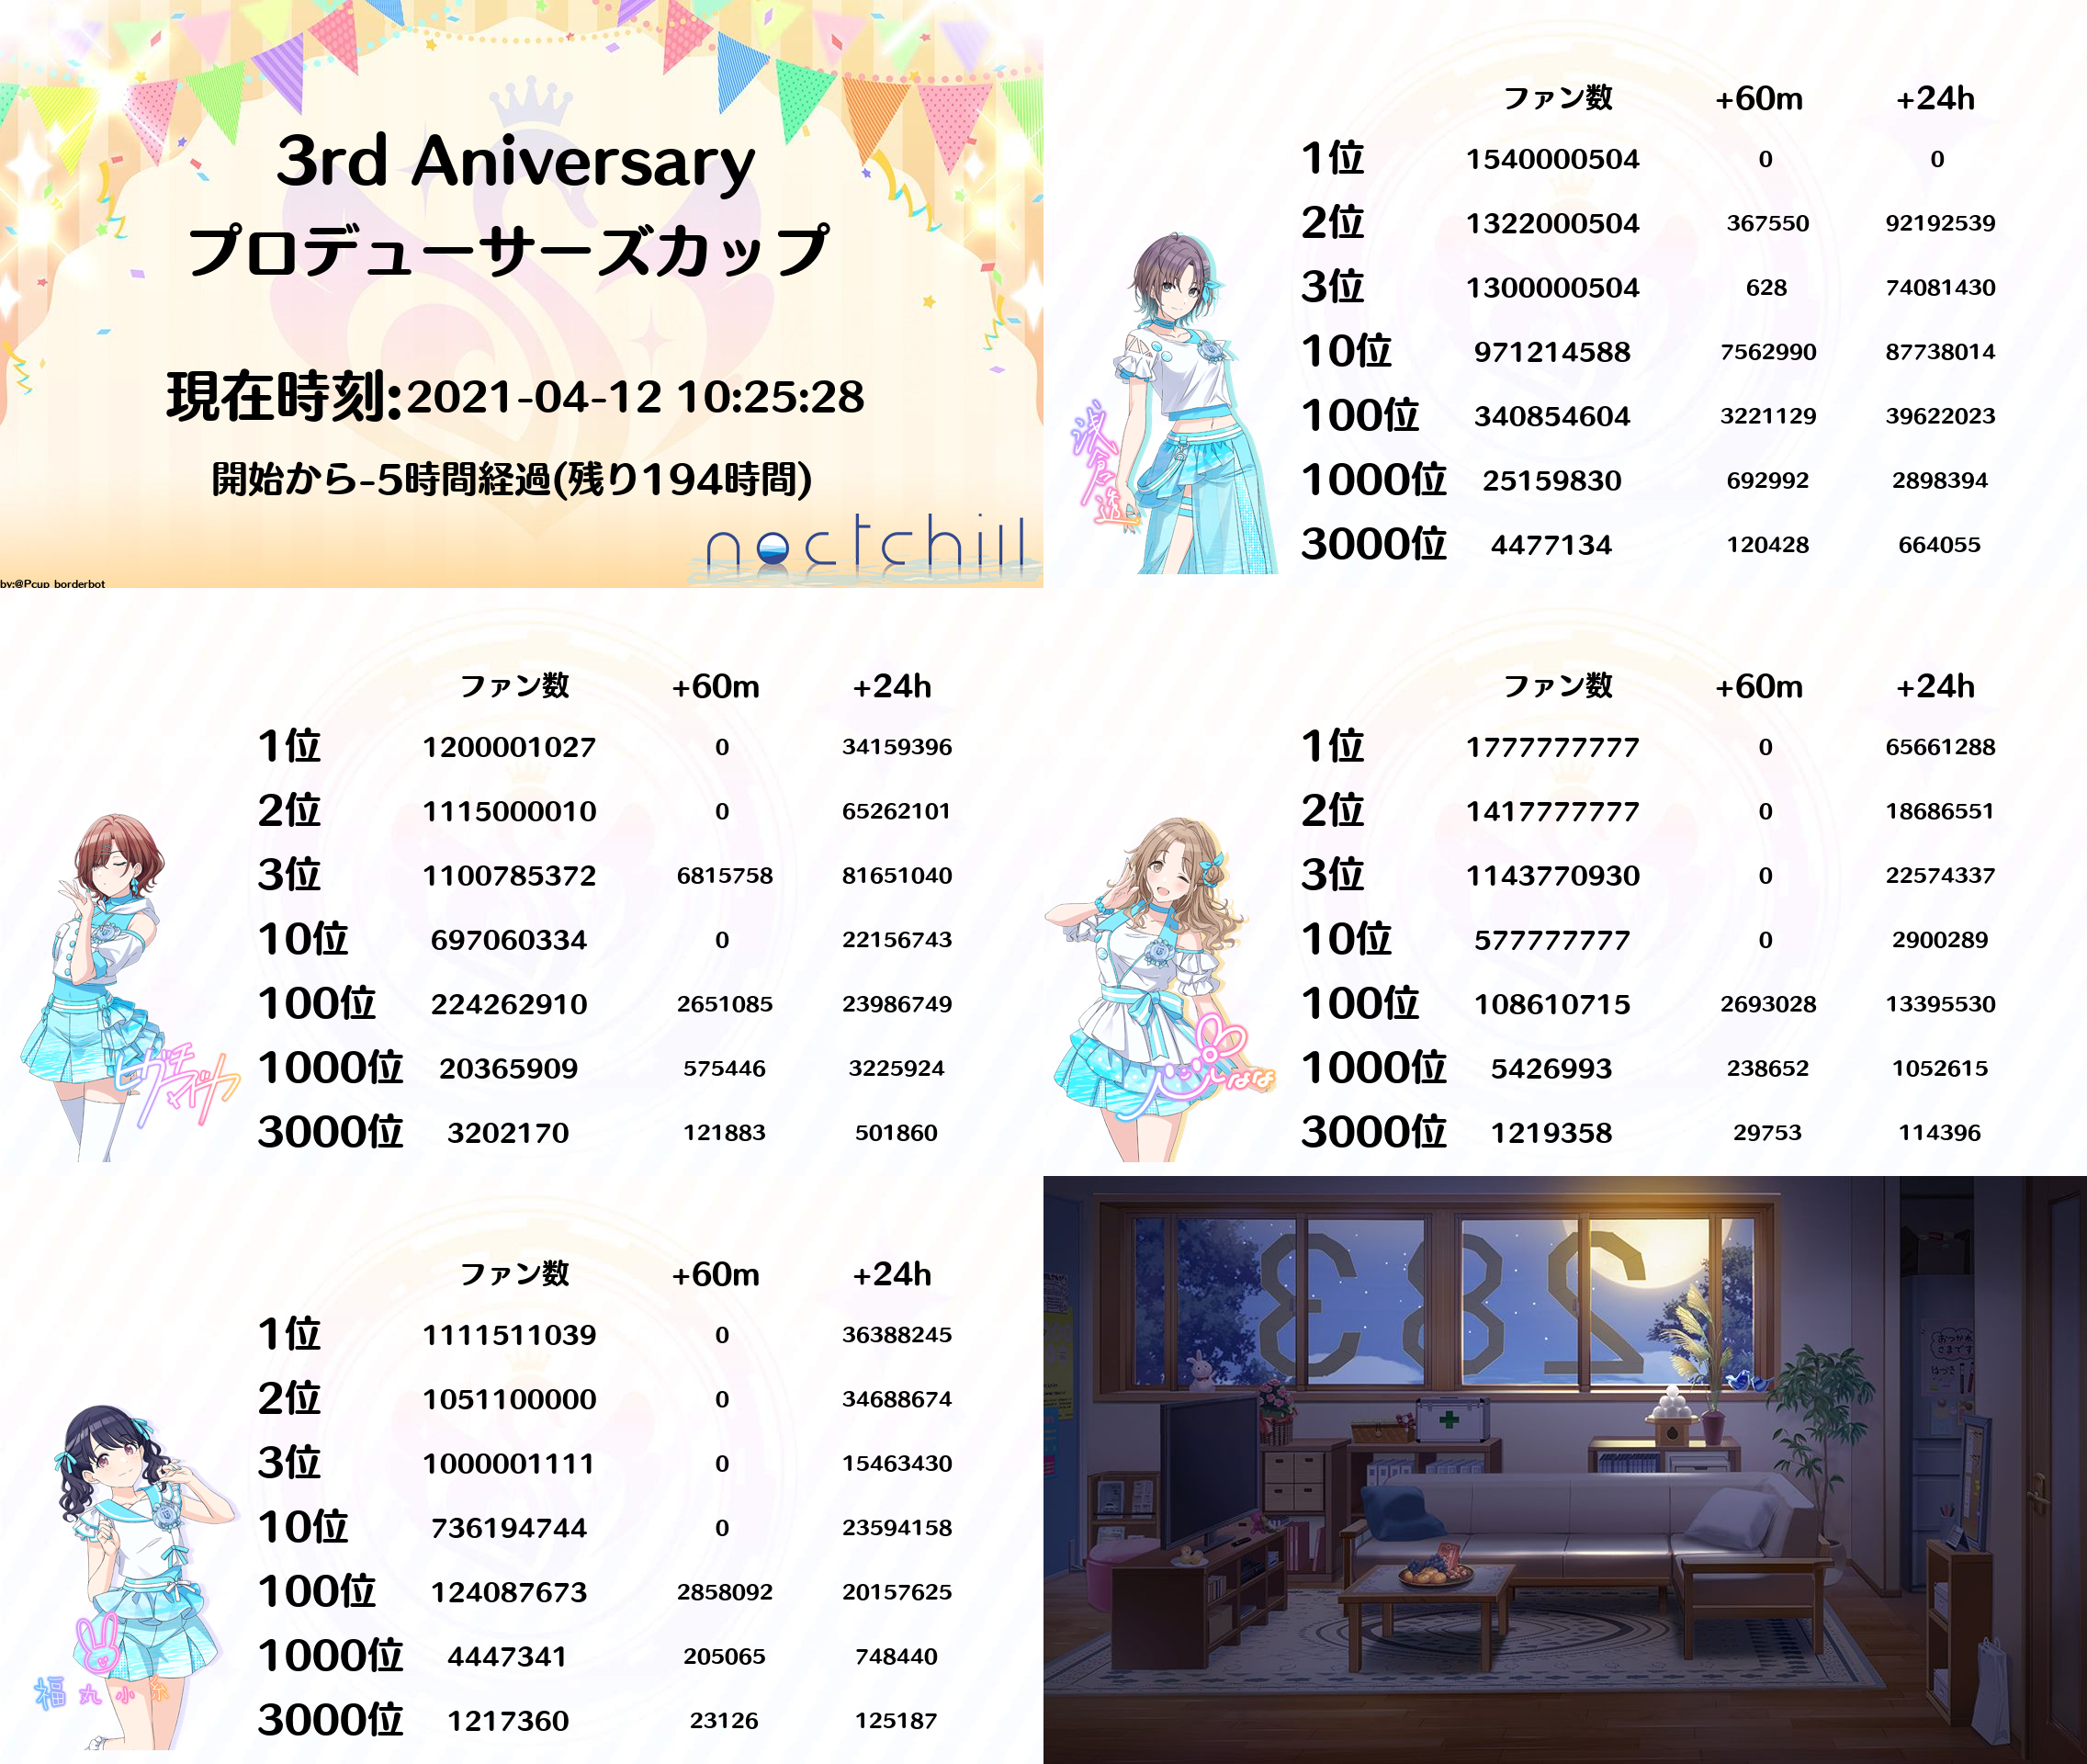 3rd Aniversary
プロデューサーズカップ
現在時刻:2021-04-12 10:25:28
開始から-5時間経過(残り194時間)
noctchill
by:@Pcup_borderbot
ファン数 +60m +24h
1位 1540000504 0 0
2位 1322000504 367550 92192539
3位 1300000504 628 74081430
10位 971214588 7562990 87738014
100位 340854604 3221129 39622023
1000位 25159830 692992 2898394
3000位 4477134 120428 664055
浅倉透
ファン数 +60m +24h
1位 1200001027 0 34159396
2位 1115000010 0 65262101
3位 1100785372 6815758 81651040
10位 697060334 0 22156743
100位 224262910 2651085 23986749
1000位 20365909 575446 3225924
3000位 3202170 121883 501860
ヒグチマドカ
ファン数 +60m +24h
1位 1777777777 0 65661288
2位 1417777777 0 18686551
3位 1143770930 0 22574337
10位 577777777 0 2900289
100位 108610715 2693028 13395530
1000位 5426993 238652 1052615
3000位 1219358 29753 114396
ファン数 +60m +24h
1位 1111511039 0 36388245
2位 1051100000 0 34688674
3位 1000001111 0 15463430
10位 736194744 0 23594158
100位 124087673 2858092 20157625
1000位 4447341 205065 748440
3000位 1217360 23126 125187
福丸小糸
283
おつかれ
さまです
はづき